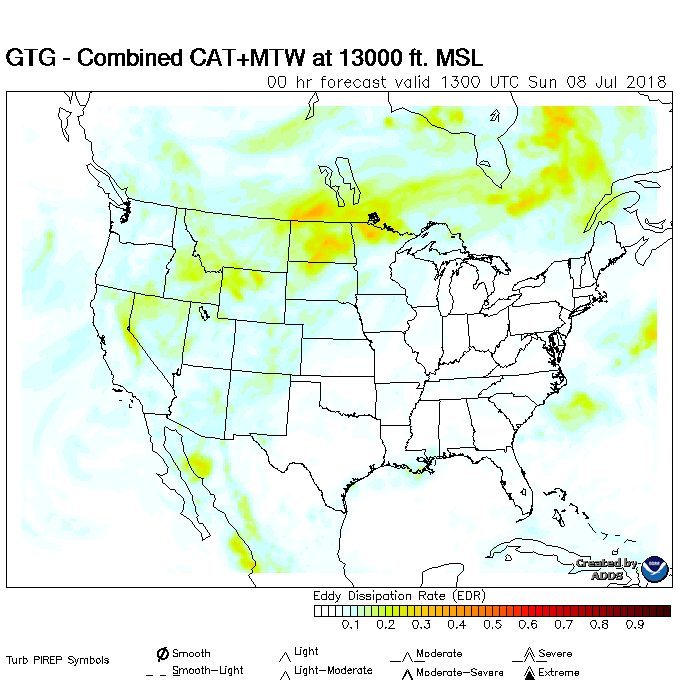 GTG - Combined CAT+MTW at 13000 ft. MSL
00 hr forecast valid 1300 UTC Sun 08 Jul 2018
Created by
ADDS
Eddy Dissipation Rate (EDR)
0.1 0.2 0.3 0.4 0.5 0.6 0.7 0.8 0.9
Turb PIREP Symbols
Smooth Light Moderate Severe
Smooth-Light Light-Moderate Moderate-Severe Extreme